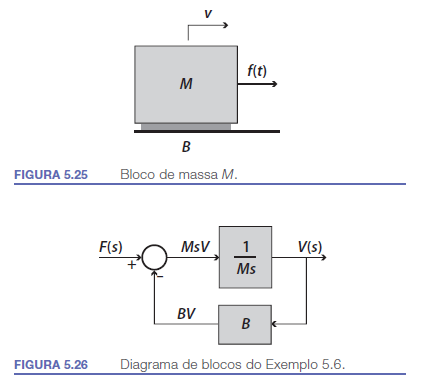 v
M
f(t)
B
FIGURA 5.25 Bloco de massa M.
F(s) MsV 1 V(s)
+ Ms
–
BV B
FIGURA 5.26 Diagrama de blocos do Exemplo 5.6.